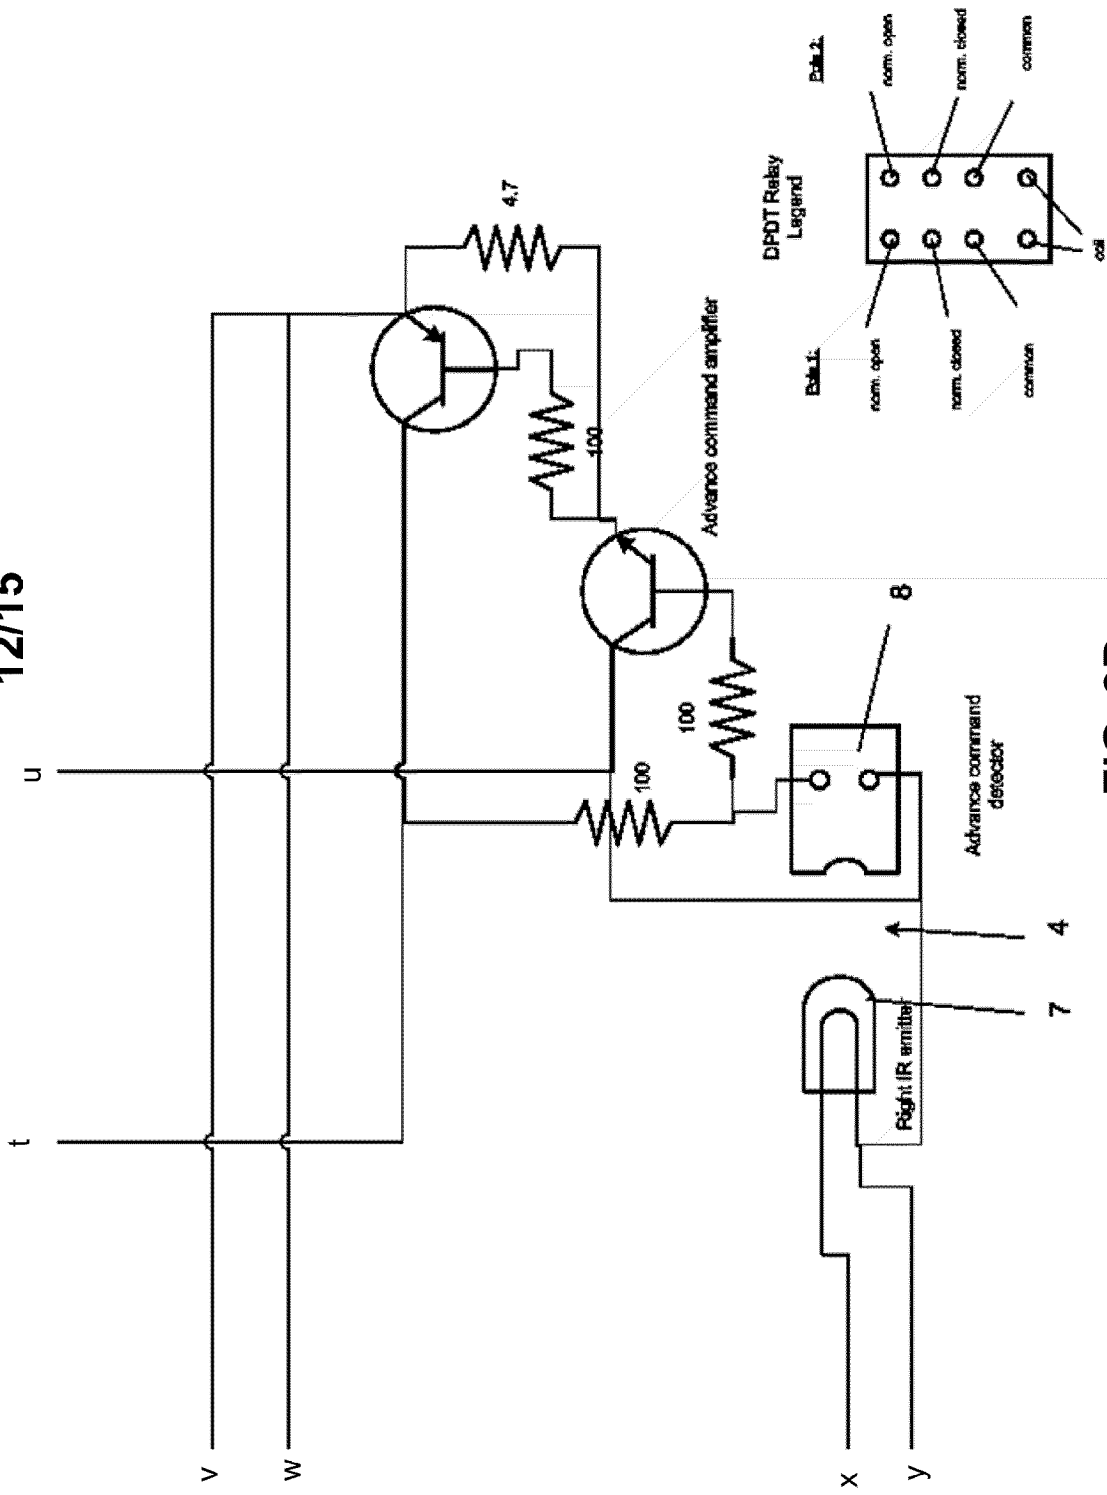 12/15
t
u
v
w
x
y
4.7
100
100
100
Advance command amplifier
DPDT Relay
Legend
Pole 1:
norm. open
norm. closed
common
Pole 2:
norm. open
norm. closed
common
coil
8
Advance command
detector
4
7
Right IR emitter